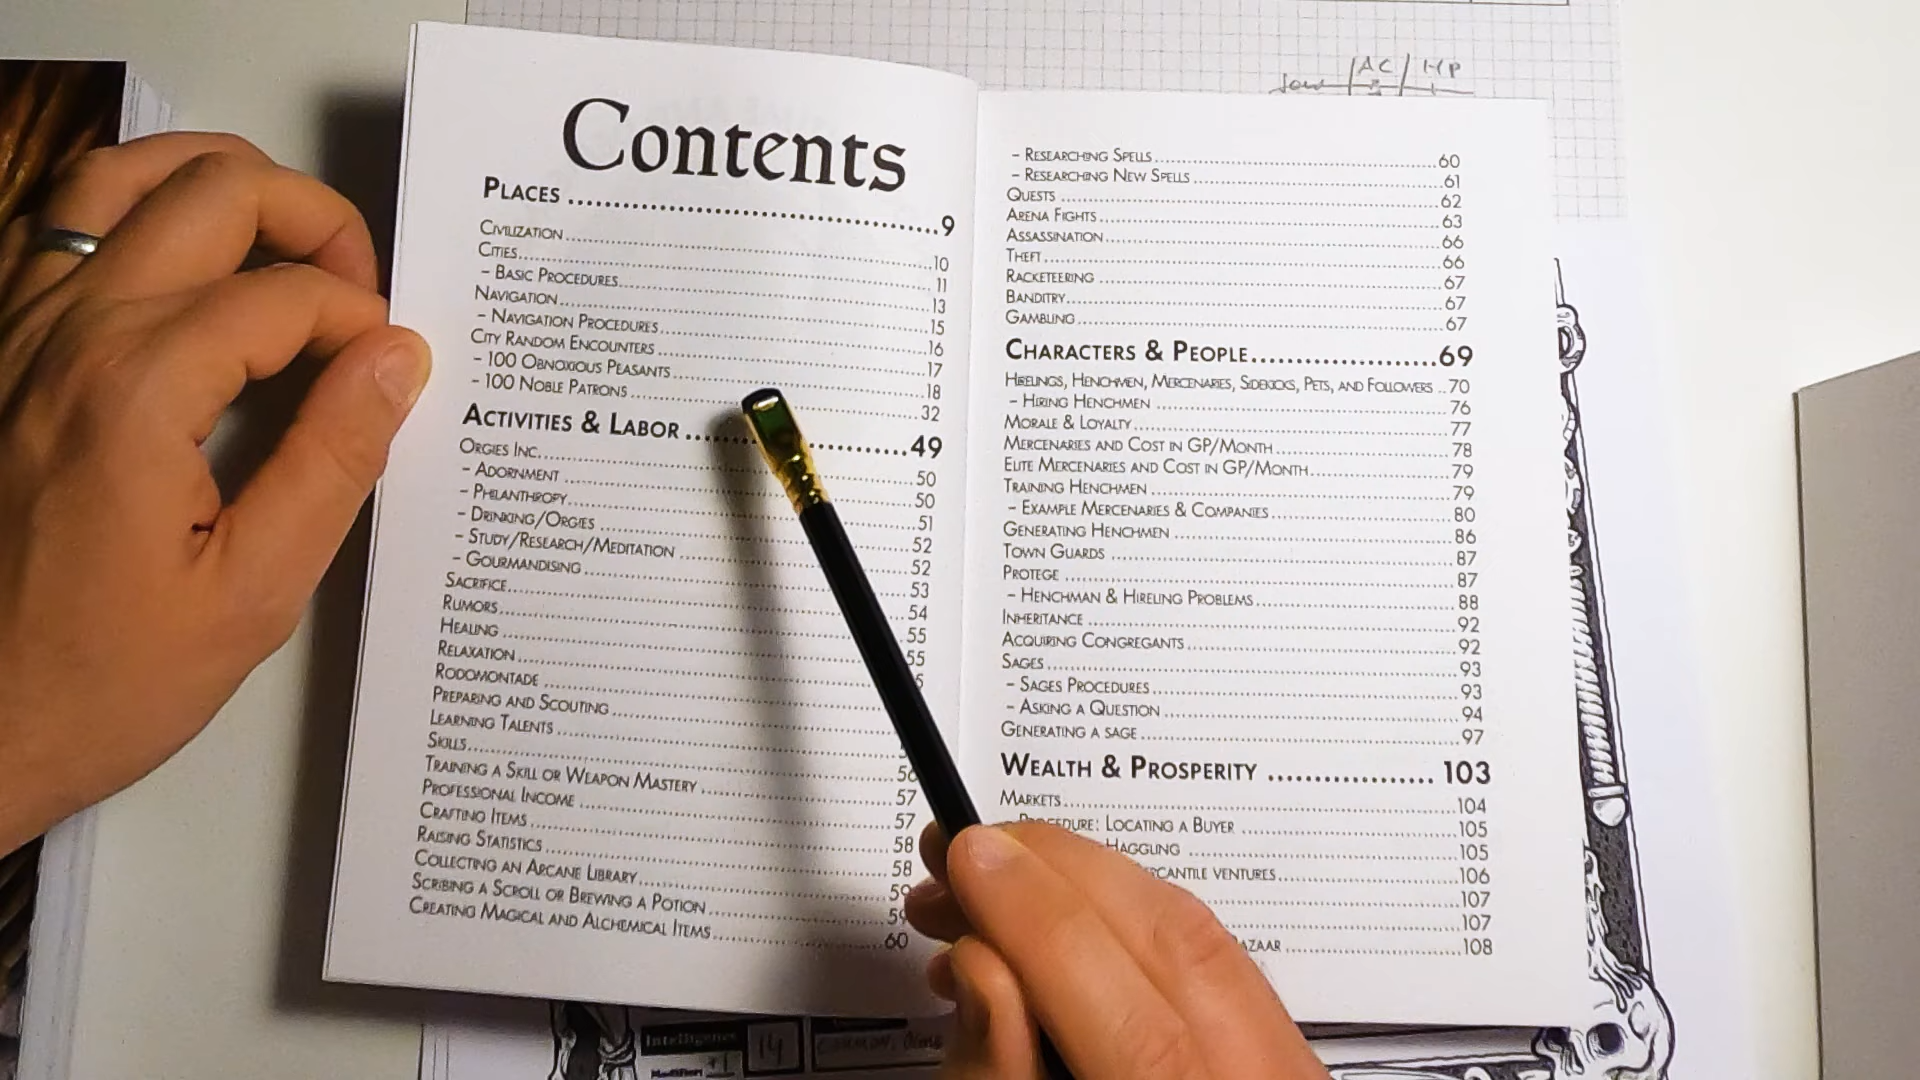 Contents
PLACES 9
CIVILIZATION 10
CITIES 11
– BASIC PROCEDURES 13
NAVIGATION 15
– NAVIGATION PROCEDURES 16
CITY RANDOM ENCOUNTERS 17
– 100 OBNOXIOUS PEASANTS 18
– 100 NOBLE PATRONS 32
ACTIVITIES & LABOR 49
ORGIES INC. 50
– ADORNMENT 50
– PHILANTHROPY 51
– DRINKING/ORGIES 52
– STUDY/RESEARCH/MEDITATION 52
– GOURMANDISING 53
SACRIFICE 54
RUMORS 55
HEALING 55
RELAXATION
RODOMONTADE
PREPARING AND SCOUTING
LEARNING TALENTS
SKILLS 56
TRAINING A SKILL OR WEAPON MASTERY 57
PROFESSIONAL INCOME 57
CRAFTING ITEMS 58
RAISING STATISTICS 58
COLLECTING AN ARCANE LIBRARY 59
SCRIBING A SCROLL OR BREWING A POTION 59
CREATING MAGICAL AND ALCHEMICAL ITEMS 60
– RESEARCHING SPELLS 60
– RESEARCHING NEW SPELLS 61
QUESTS 62
ARENA FIGHTS 63
ASSASSINATION 66
THEFT 66
RACKETEERING 67
BANDITRY 67
GAMBLING 67
CHARACTERS & PEOPLE 69
HIRELINGS, HENCHMEN, MERCENARIES, SIDEKICKS, PETS, AND FOLLOWERS 70
– HIRING HENCHMEN 76
MORALE & LOYALTY 77
MERCENARIES AND COST IN GP/MONTH 78
ELITE MERCENARIES AND COST IN GP/MONTH 79
TRAINING HENCHMEN 79
– EXAMPLE MERCENARIES & COMPANIES 80
GENERATING HENCHMEN 86
TOWN GUARDS 87
PROTEGE 87
– HENCHMAN & HIRELING PROBLEMS 88
INHERITANCE 92
ACQUIRING CONGREGANTS 92
SAGES 93
– SAGES PROCEDURES 93
– ASKING A QUESTION 94
GENERATING A SAGE 97
WEALTH & PROSPERITY 103
MARKETS 104
LOCATING A BUYER 105
HAGGLING 105
VENTURES 106
107
107
108
AC HP
Intelligence 14
+1